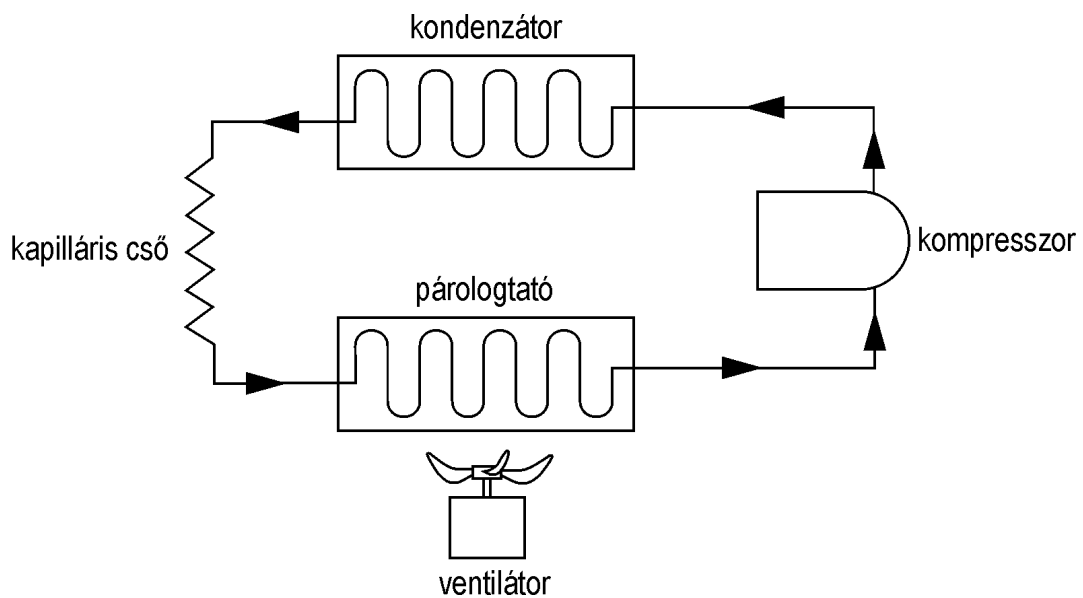 kondenzátor
kapilláris cső
kompresszor
párologtató
ventilátor